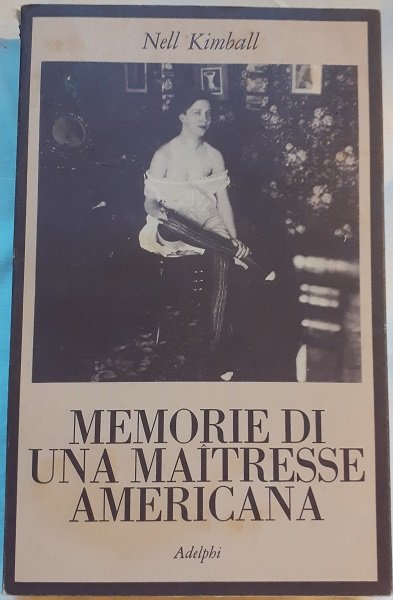 Nell Kimball
MEMORIE DI
UNA MAÎTRESSE
AMERICANA
Adelphi